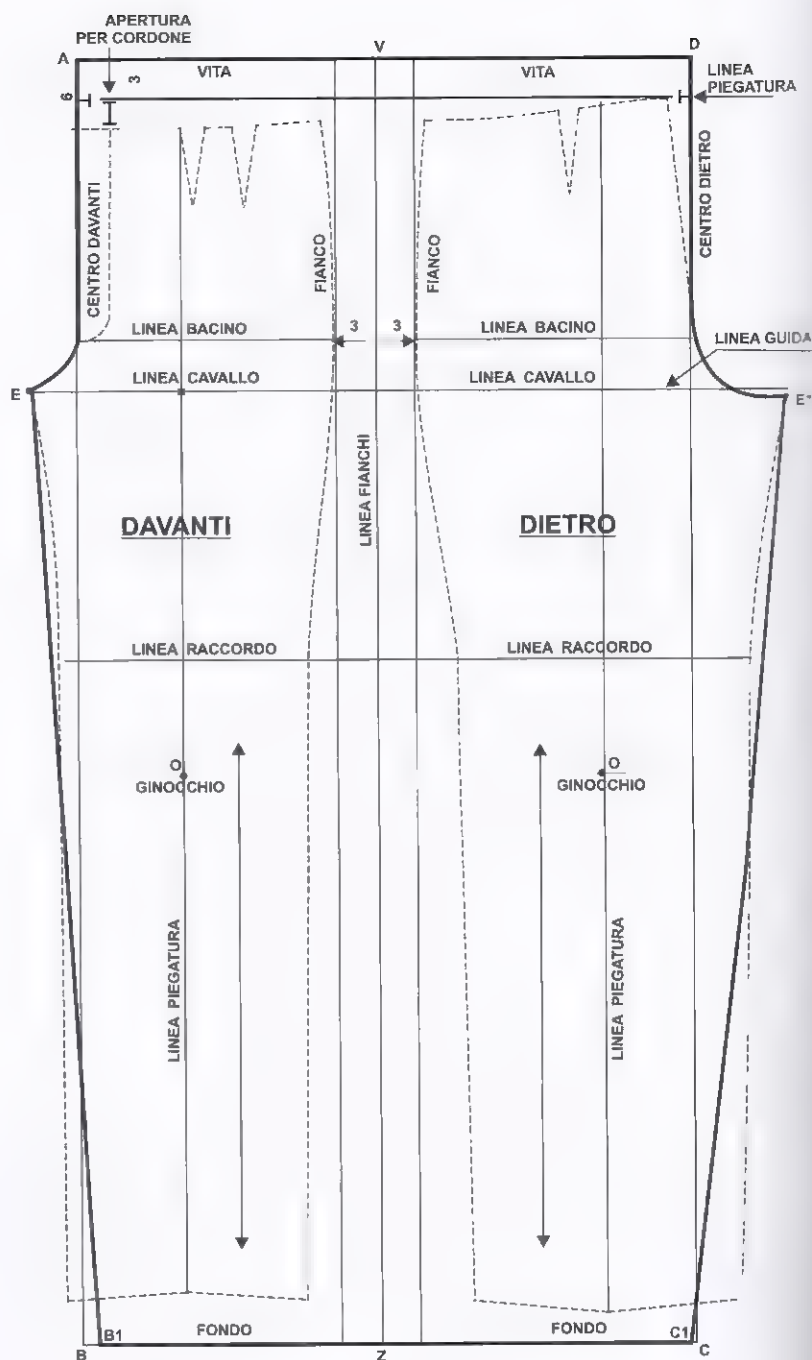 APERTURA
PER CORDONE
A
V
D
3
VITA
VITA
LINEA
PIEGATURA
6
CENTRO DAVANTI
FIANCO
FIANCO
CENTRO DIETRO
LINEA BACINO
3
3
LINEA BACINO
LINEA GUIDA
E
LINEA CAVALLO
LINEA CAVALLO
LINEA FIANCHI
DAVANTI
DIETRO
LINEA RACCORDO
LINEA RACCORDO
O
GINOCCHIO
O
GINOCCHIO
LINEA PIEGATURA
LINEA PIEGATURA
B1
FONDO
FONDO
C1
B
Z
C